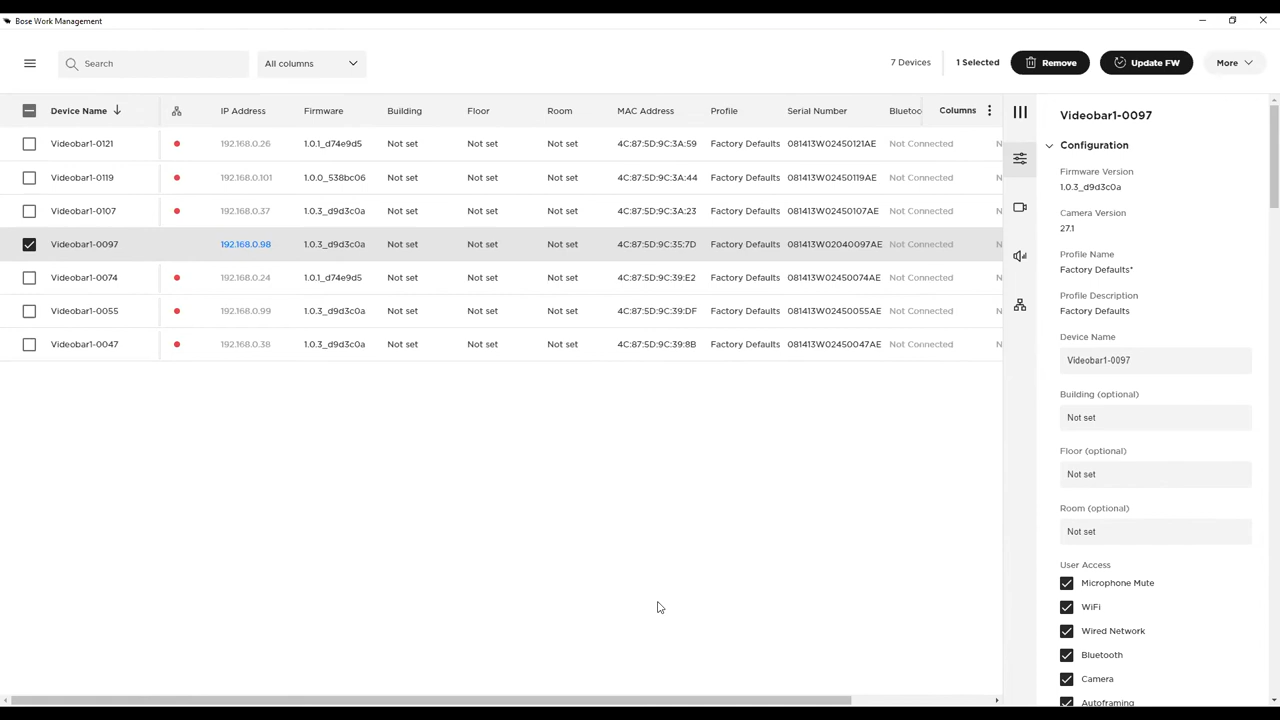 Bose Work Management
Search
All columns
7 Devices
1 Selected
Remove
Update FW
More
Device Name IP Address Firmware Building Floor Room MAC Address Profile Serial Number Bluetoo Columns
Videobar1-0121 192.168.0.26 1.0.1_d74e9d5 Not set Not set Not set 4C:87:5D:9C:3A:59 Factory Defaults 081413W02450121AE Not Connected N
Videobar1-0119 192.168.0.101 1.0.0_538bc06 Not set Not set Not set 4C:87:5D:9C:3A:44 Factory Defaults 081413W02450119AE Not Connected N
Videobar1-0107 192.168.0.37 1.0.3_d9d3c0a Not set Not set Not set 4C:87:5D:9C:3A:23 Factory Defaults 081413W02450107AE Not Connected N
Videobar1-0097 192.168.0.98 1.0.3_d9d3c0a Not set Not set Not set 4C:87:5D:9C:35:7D Factory Defaults 081413W02040097AE Not Connected N
Videobar1-0074 192.168.0.24 1.0.1_d74e9d5 Not set Not set Not set 4C:87:5D:9C:39:E2 Factory Defaults 081413W02450074AE Not Connected N
Videobar1-0055 192.168.0.99 1.0.3_d9d3c0a Not set Not set Not set 4C:87:5D:9C:39:DF Factory Defaults 081413W02450055AE Not Connected N
Videobar1-0047 192.168.0.38 1.0.3_d9d3c0a Not set Not set Not set 4C:87:5D:9C:39:8B Factory Defaults 081413W02450047AE Not Connected N
Videobar1-0097
Configuration
Firmware Version
1.0.3_d9d3c0a
Camera Version
27.1
Profile Name
Factory Defaults*
Profile Description
Factory Defaults
Device Name
Videobar1-0097
Building (optional)
Not set
Floor (optional)
Not set
Room (optional)
Not set
User Access
Microphone Mute
WiFi
Wired Network
Bluetooth
Camera
Autoframing